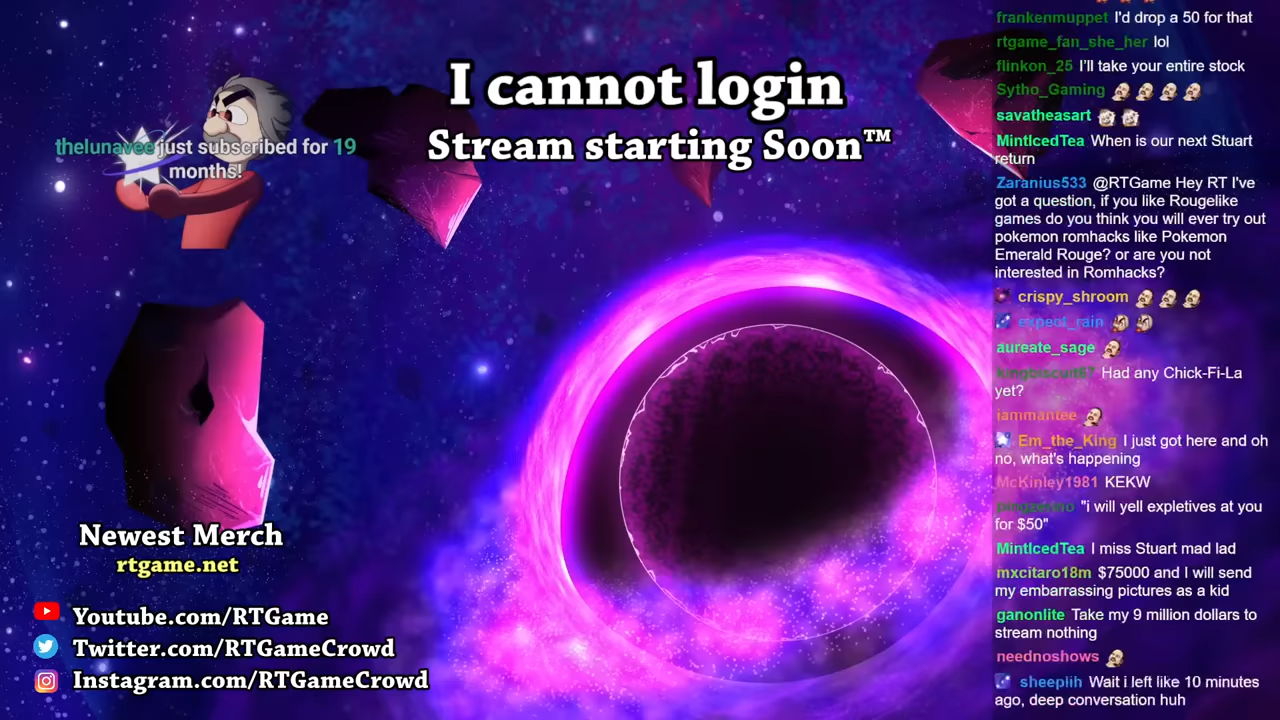 I cannot login
Stream starting Soon™
thelunavee just subscribed for 19
months!
Newest Merch
rtgame.net
Youtube.com/RTGame
Twitter.com/RTGameCrowd
Instagram.com/RTGameCrowd
frankenmuppet I'd drop a 50 for that
rtgame_fan_she_her lol
flinkon_25 I'll take your entire stock
Sytho_Gaming
savatheasart
MintIcedTea When is our next Stuart
return
Zaranius533 @RTGame Hey RT I've
got a question, if you like Rougelike
games do you think you will ever try out
pokemon romhacks like Pokemon
Emerald Rouge? or are you not
interested in Romhacks?
crispy_shroom
expect_rain
aureate_sage
kingbiscuit67 Had any Chick-Fi-La
yet?
iammantee
Em_the_King I just got here and oh
no, what's happening
McKinley1981 KEKW
"i will yell expletives at you
for $50"
MintIcedTea I miss Stuart mad lad
mxcitaro18m $75000 and I will send
my embarrassing pictures as a kid
ganonlite Take my 9 million dollars to
stream nothing
neednoshows
sheeplih Wait i left like 10 minutes
ago, deep conversation huh